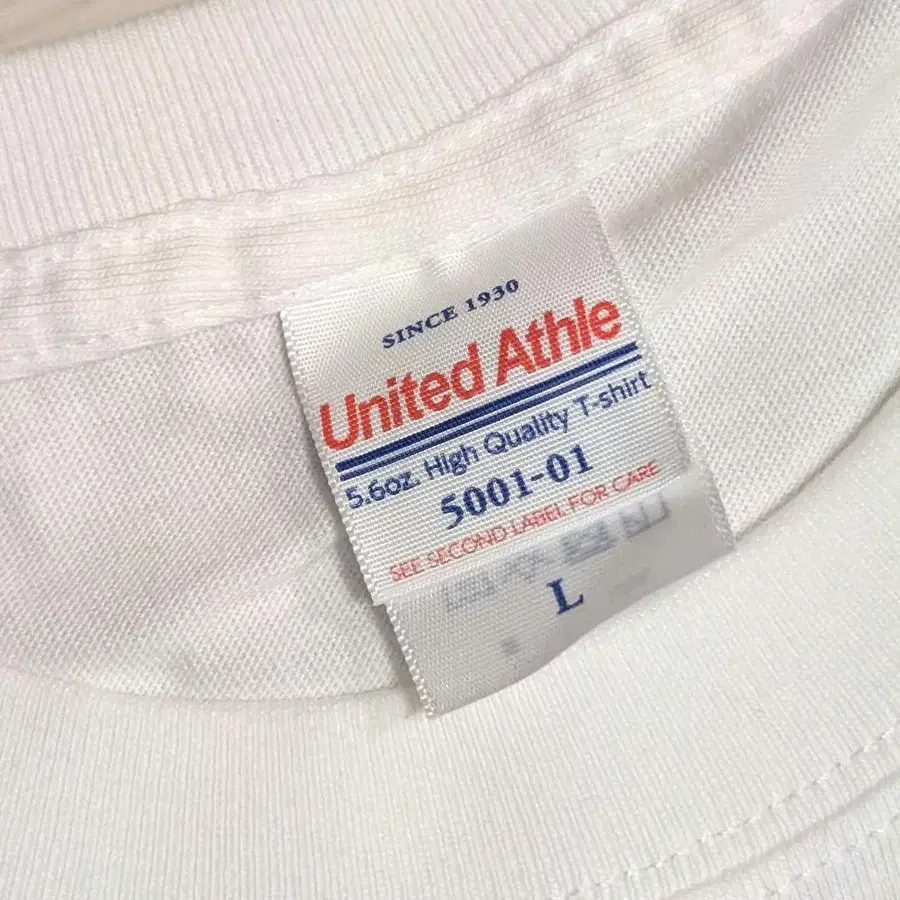 SINCE 1930
United Athle
5.6oz. High Quality T-shirt
5001-01
SEE SECOND LABEL FOR CARE
L